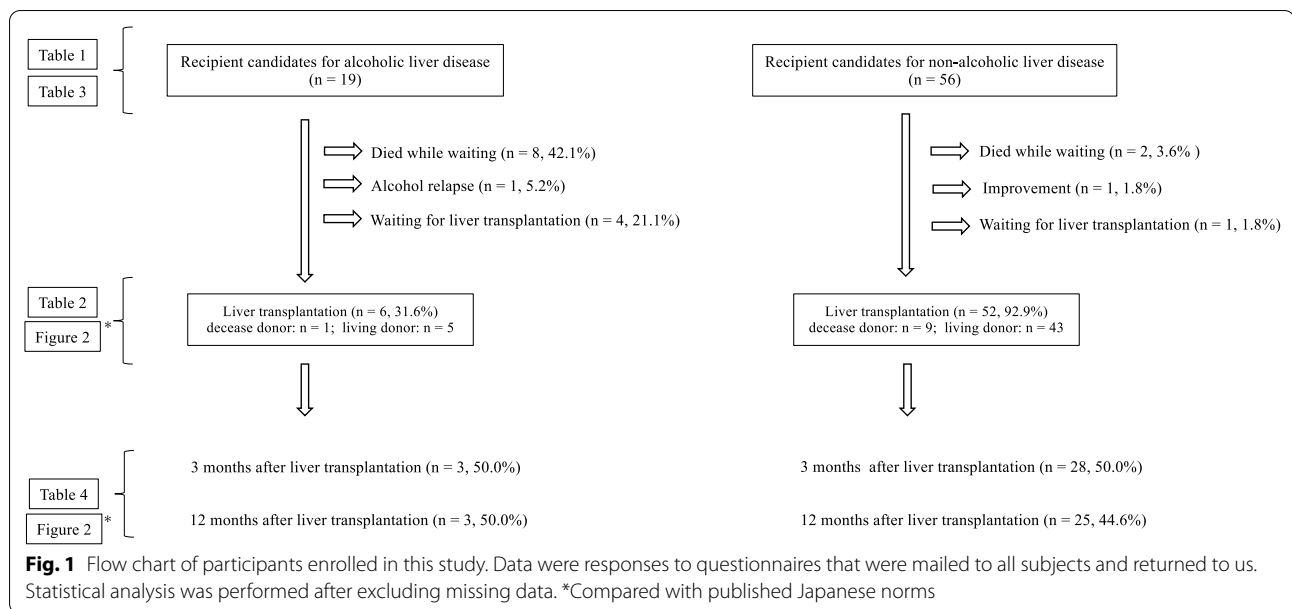 Table 1
Table 3
Recipient candidates for alcoholic liver disease
(n = 19)
Recipient candidates for non-alcoholic liver disease
(n = 56)
Died while waiting (n = 8, 42.1%)
Alcohol relapse (n = 1, 5.2%)
Waiting for liver transplantation (n = 4, 21.1%)
Died while waiting (n = 2, 3.6% )
Improvement (n = 1, 1.8%)
Waiting for liver transplantation (n = 1, 1.8%)
Table 2
Figure 2 *
Liver transplantation (n = 6, 31.6%)
decease donor: n = 1; living donor: n = 5
Liver transplantation (n = 52, 92.9%)
decease donor: n = 9; living donor: n = 43
Table 4
Figure 2 *
3 months after liver transplantation (n = 3, 50.0%)
12 months after liver transplantation (n = 3, 50.0%)
3 months after liver transplantation (n = 28, 50.0%)
12 months after liver transplantation (n = 25, 44.6%)
Fig. 1 Flow chart of participants enrolled in this study. Data were responses to questionnaires that were mailed to all subjects and returned to us.
Statistical analysis was performed after excluding missing data. *Compared with published Japanese norms